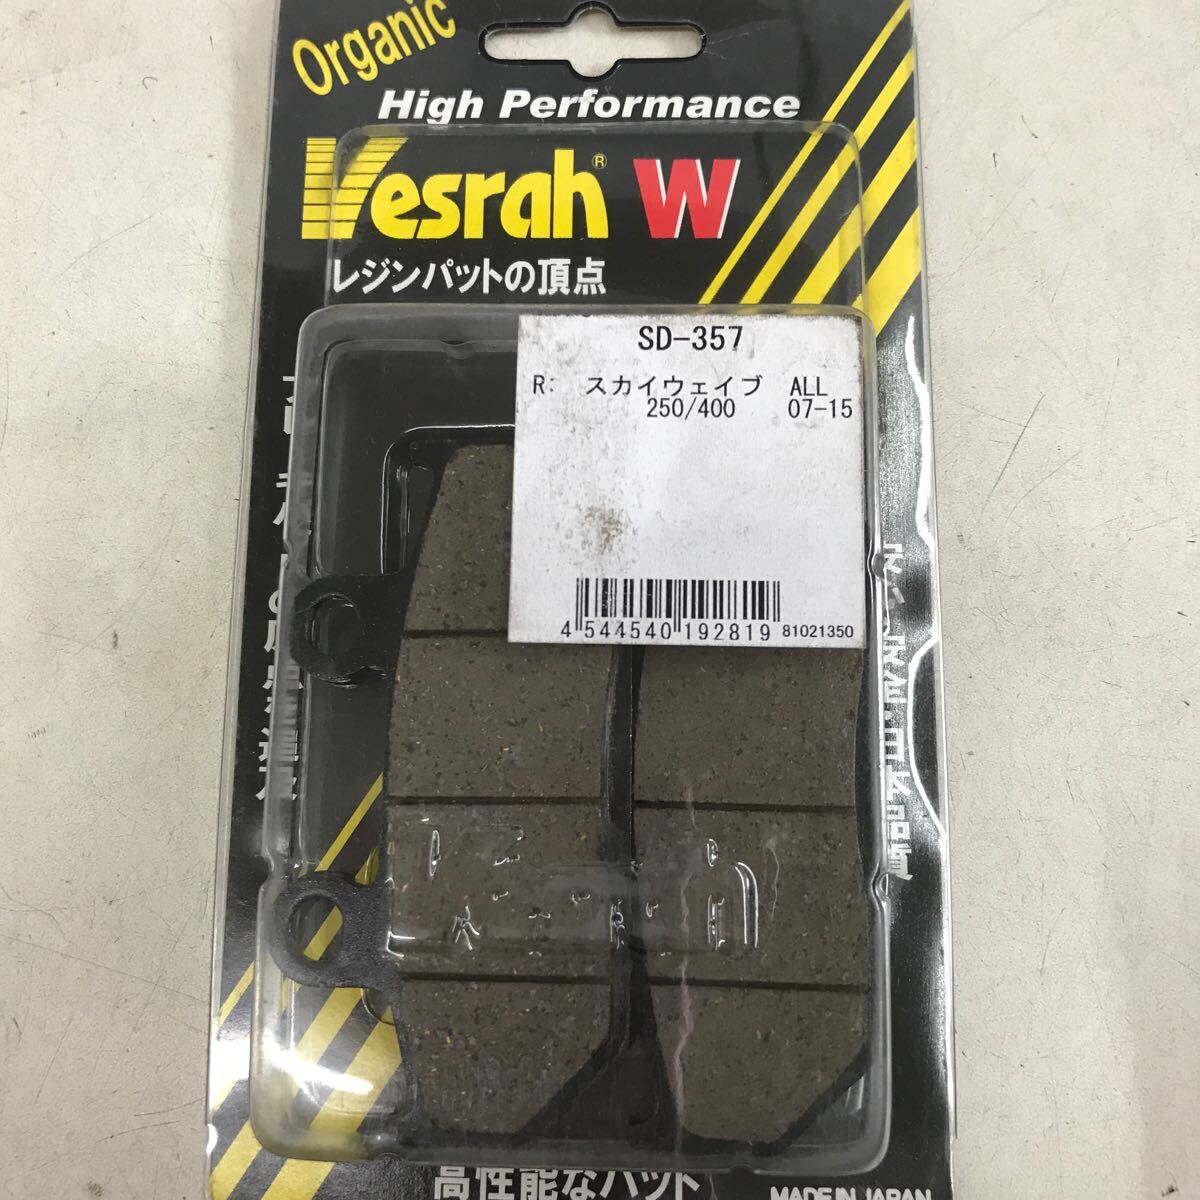 Organic
High Performance
Vesrah® W
レジンパットの頂点
SD-357
R: スカイウェイブ ALL
250/400 07-15
4 544540 192819 81021350
高性能なパット
MADE IN JAPAN